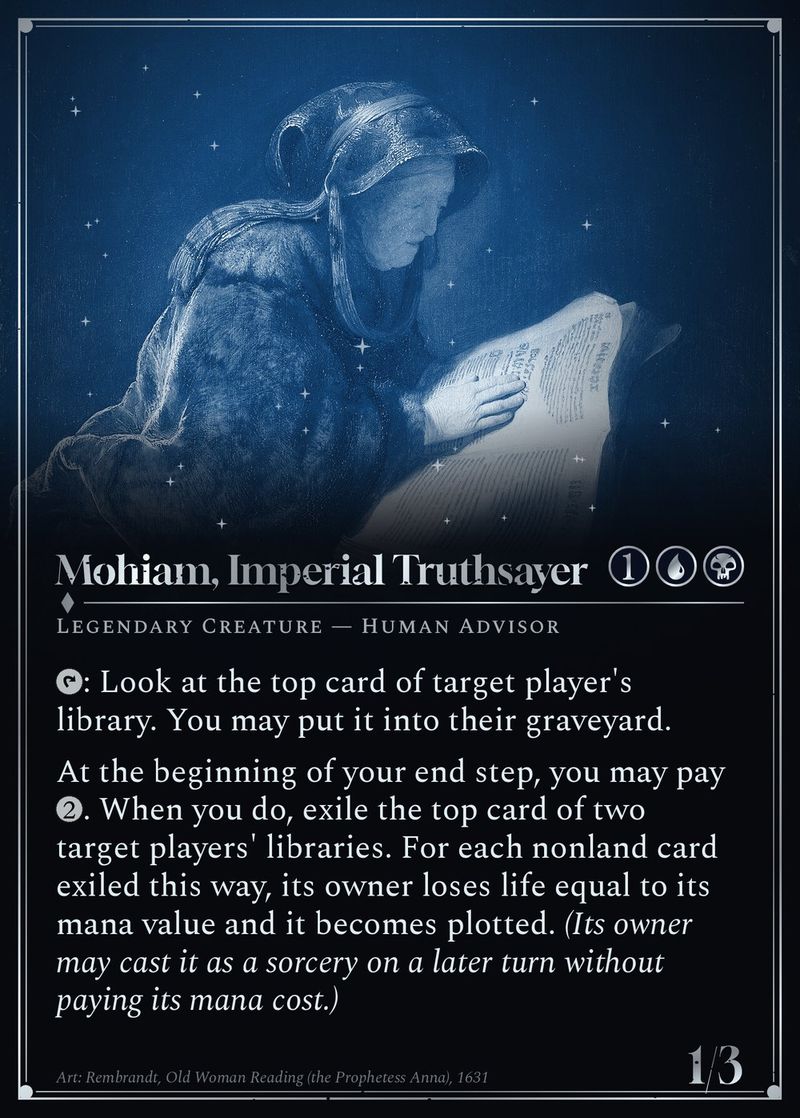 Mohiam, Imperial Truthsayer 1
Legendary Creature — Human Advisor
: Look at the top card of target player's
library. You may put it into their graveyard.
At the beginning of your end step, you may pay
2. When you do, exile the top card of two
target players' libraries. For each nonland card
exiled this way, its owner loses life equal to its
mana value and it becomes plotted. (Its owner
may cast it as a sorcery on a later turn without
paying its mana cost.)
1/3
Art: Rembrandt, Old Woman Reading (the Prophetess Anna), 1631